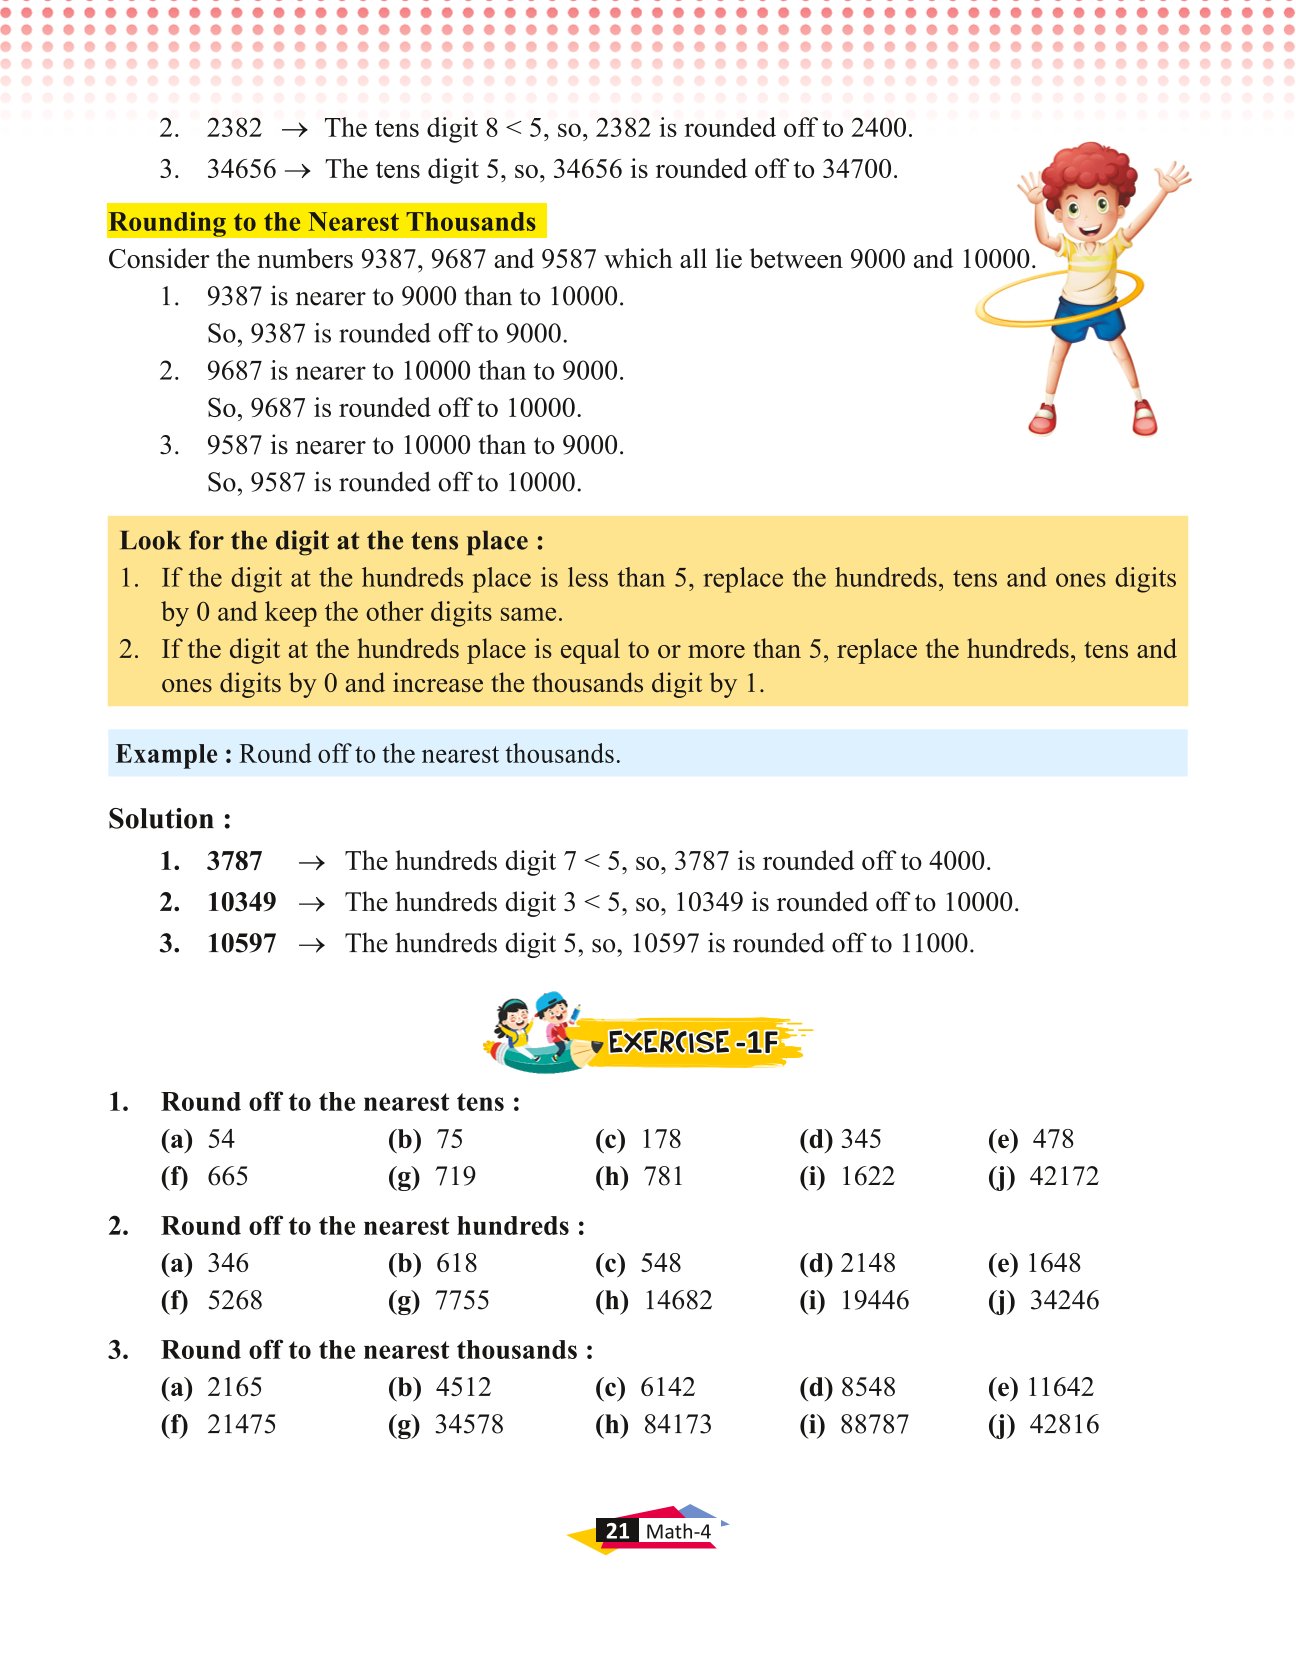 2. 2382 → The tens digit 8 < 5, so, 2382 is rounded off to 2400.
3. 34656 → The tens digit 5, so, 34656 is rounded off to 34700.
Rounding to the Nearest Thousands
Consider the numbers 9387, 9687 and 9587 which all lie between 9000 and 10000.
1. 9387 is nearer to 9000 than to 10000.
So, 9387 is rounded off to 9000.
2. 9687 is nearer to 10000 than to 9000.
So, 9687 is rounded off to 10000.
3. 9587 is nearer to 10000 than to 9000.
So, 9587 is rounded off to 10000.
Look for the digit at the tens place :
1. If the digit at the hundreds place is less than 5, replace the hundreds, tens and ones digits
by 0 and keep the other digits same.
2. If the digit at the hundreds place is equal to or more than 5, replace the hundreds, tens and
ones digits by 0 and increase the thousands digit by 1.
Example : Round off to the nearest thousands.
Solution :
1. 3787 → The hundreds digit 7 < 5, so, 3787 is rounded off to 4000.
2. 10349 → The hundreds digit 3 < 5, so, 10349 is rounded off to 10000.
3. 10597 → The hundreds digit 5, so, 10597 is rounded off to 11000.
EXERCISE -1F
1. Round off to the nearest tens :
(a) 54 (b) 75 (c) 178 (d) 345 (e) 478
(f) 665 (g) 719 (h) 781 (i) 1622 (j) 42172
2. Round off to the nearest hundreds :
(a) 346 (b) 618 (c) 548 (d) 2148 (e) 1648
(f) 5268 (g) 7755 (h) 14682 (i) 19446 (j) 34246
3. Round off to the nearest thousands :
(a) 2165 (b) 4512 (c) 6142 (d) 8548 (e) 11642
(f) 21475 (g) 34578 (h) 84173 (i) 88787 (j) 42816
21 Math-4